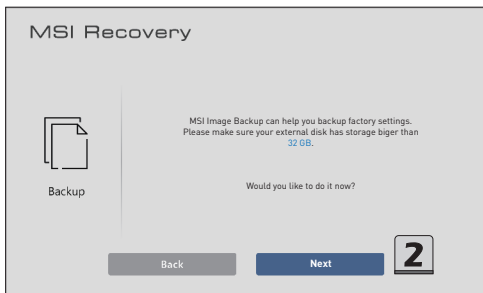 MSI Recovery
MSI Image Backup can help you backup factory settings.
Please make sure your external disk has storage biger than
32 GB.
Backup
Would you like to do it now?
Back
Next
2